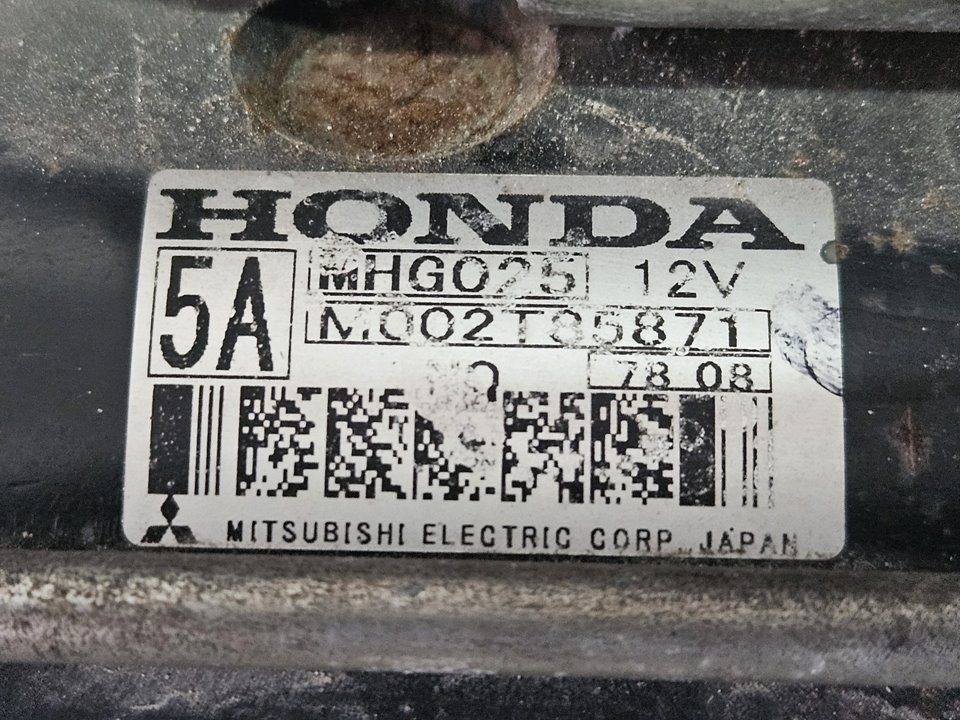 HONDA
5A
MHG025 12V
M002T85871
78 08
MITSUBISHI ELECTRIC CORP. JAPAN